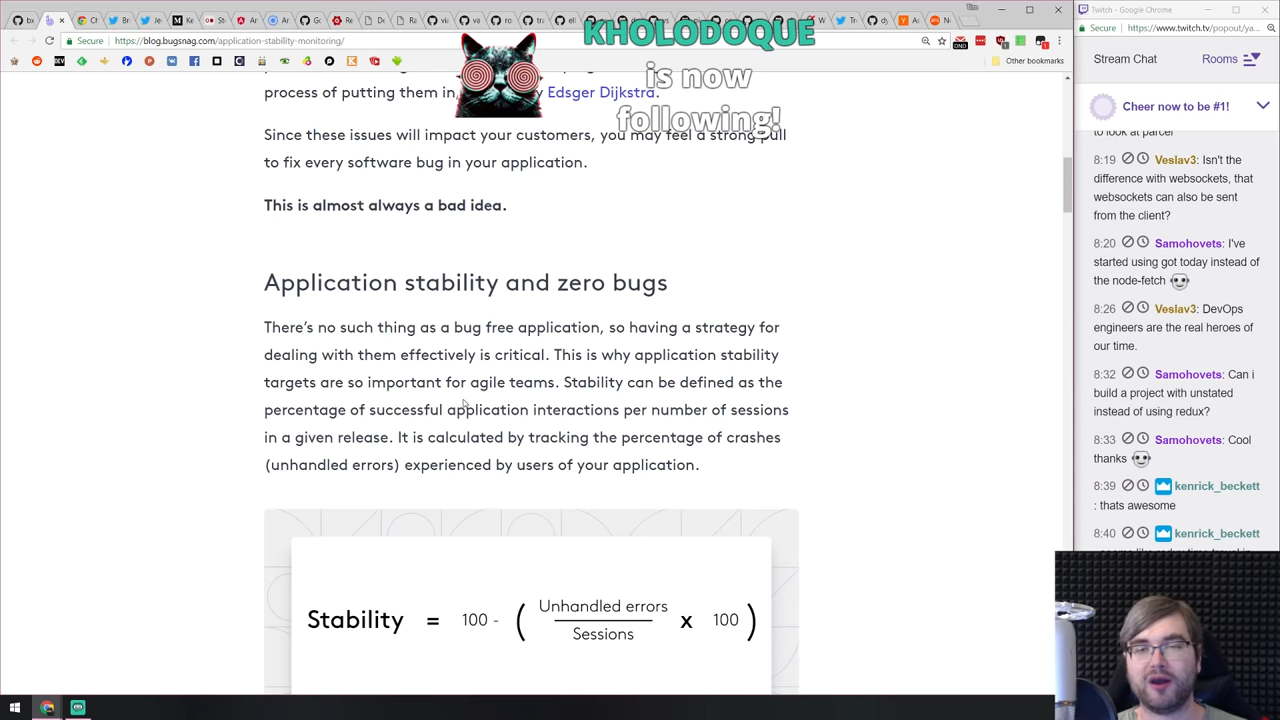 Twitch - Google Chrome
Secure
https://blog.bugsnag.com/application-stability-monitoring/
Secure
https://www.twitch.tv/popout/ya
Other bookmarks
KHOLODOQUE
is now
following!
process of putting them in,
Edsger Dijkstra.
Since these issues will impact your customers, you may feel a strong pull
to fix every software bug in your application.
This is almost always a bad idea.
Application stability and zero bugs
There's no such thing as a bug free application, so having a strategy for
dealing with them effectively is critical. This is why application stability
targets are so important for agile teams. Stability can be defined as the
percentage of successful application interactions per number of sessions
in a given release. It is calculated by tracking the percentage of crashes
(unhandled errors) experienced by users of your application.
Stability = 100 - ( Unhandled errors
Sessions x 100 )
Stream Chat
Rooms
Cheer now to be #1!
to look at parcel
8:19 Veslav3: Isn't the
difference with websockets, that
websockets can also be sent
from the client?
8:20 Samohovets: I've
started using got today instead of
the node-fetch
8:26 Veslav3: DevOps
engineers are the real heroes of
our time.
8:32 Samohovets: Can i
build a project with unstated
instead of using redux?
8:33 Samohovets: Cool
thanks
8:39 kenrick_beckett
: thats awesome
8:40 kenrick_beckett